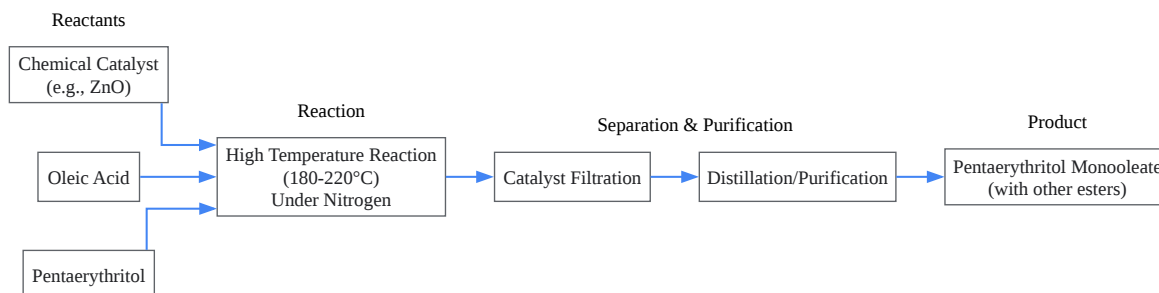 Reactants
Chemical Catalyst
(e.g., ZnO)
Oleic Acid
Pentaerythritol
Reaction
High Temperature Reaction
(180-220°C)
Under Nitrogen
Separation & Purification
Catalyst Filtration
Distillation/Purification
Product
Pentaerythritol Monooleate
(with other esters)